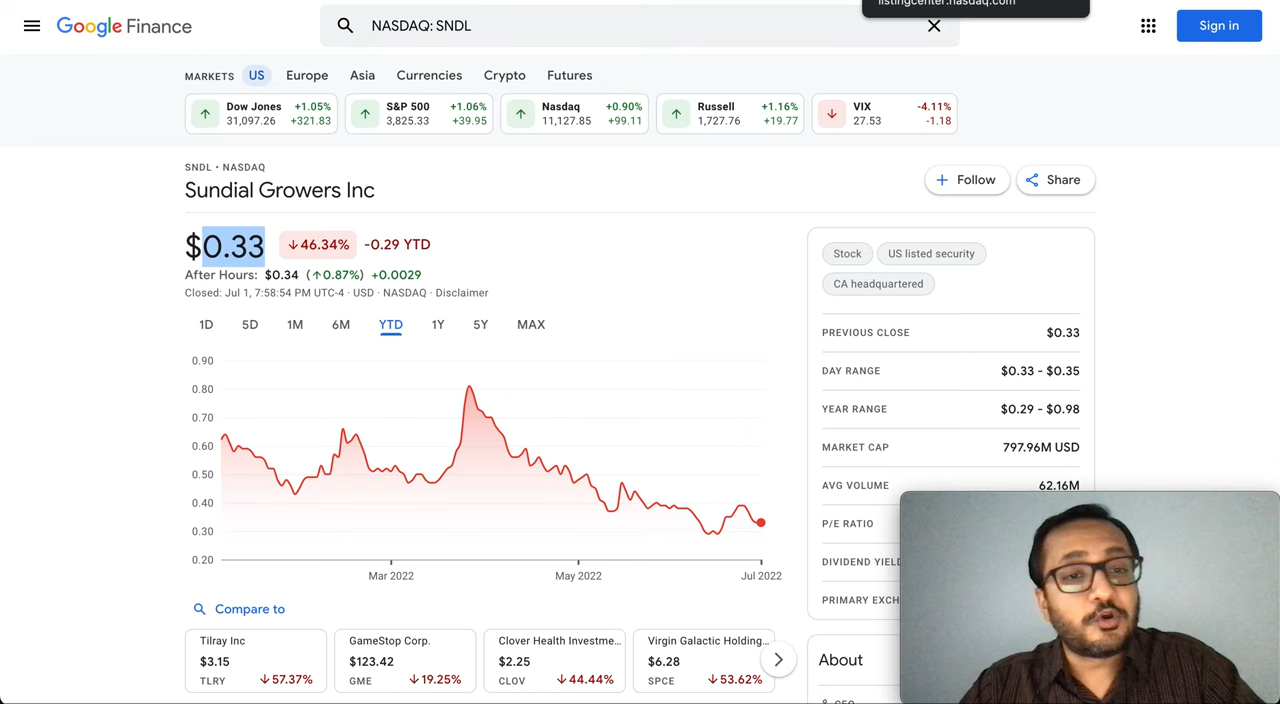 listingcenter.nasdaq.com
Google Finance
NASDAQ: SNDL
Sign in
MARKETS US Europe Asia Currencies Crypto Futures
Dow Jones +1.05%
31,097.26 +321.83
S&P 500 +1.06%
3,825.33 +39.95
Nasdaq +0.90%
11,127.85 +99.11
Russell +1.16%
1,727.76 +19.77
VIX -4.11%
27.53 -1.18
SNDL • NASDAQ
Sundial Growers Inc
Follow
Share
$0.33 ↓46.34% -0.29 YTD
After Hours: $0.34 (↑0.87%) +0.0029
Closed: Jul 1, 7:58:54 PM UTC-4 · USD · NASDAQ · Disclaimer
1D 5D 1M 6M YTD 1Y 5Y MAX
0.90
0.80
0.70
0.60
0.50
0.40
0.30
0.20
Mar 2022 May 2022 Jul 2022
Compare to
Tilray Inc
$3.15
TLRY ↓57.37%
GameStop Corp.
$123.42
GME ↓19.25%
Clover Health Investme...
$2.25
CLOV ↓44.44%
Virgin Galactic Holding...
$6.28
SPCE ↓53.62%
Stock US listed security
CA headquartered
PREVIOUS CLOSE $0.33
DAY RANGE $0.33 - $0.35
YEAR RANGE $0.29 - $0.98
MARKET CAP 797.96M USD
AVG VOLUME 62.16M
P/E RATIO
DIVIDEND YIELD
PRIMARY EXCH
About